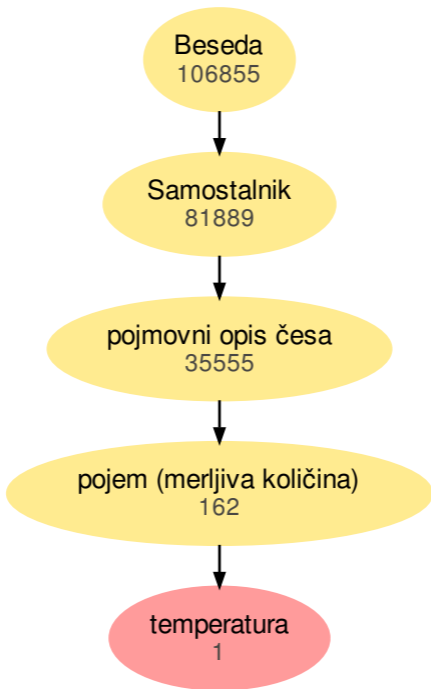 Beseda
106855
Samostalnik
81889
pojmovni opis česa
35555
pojem (merljiva količina)
162
temperatura
1